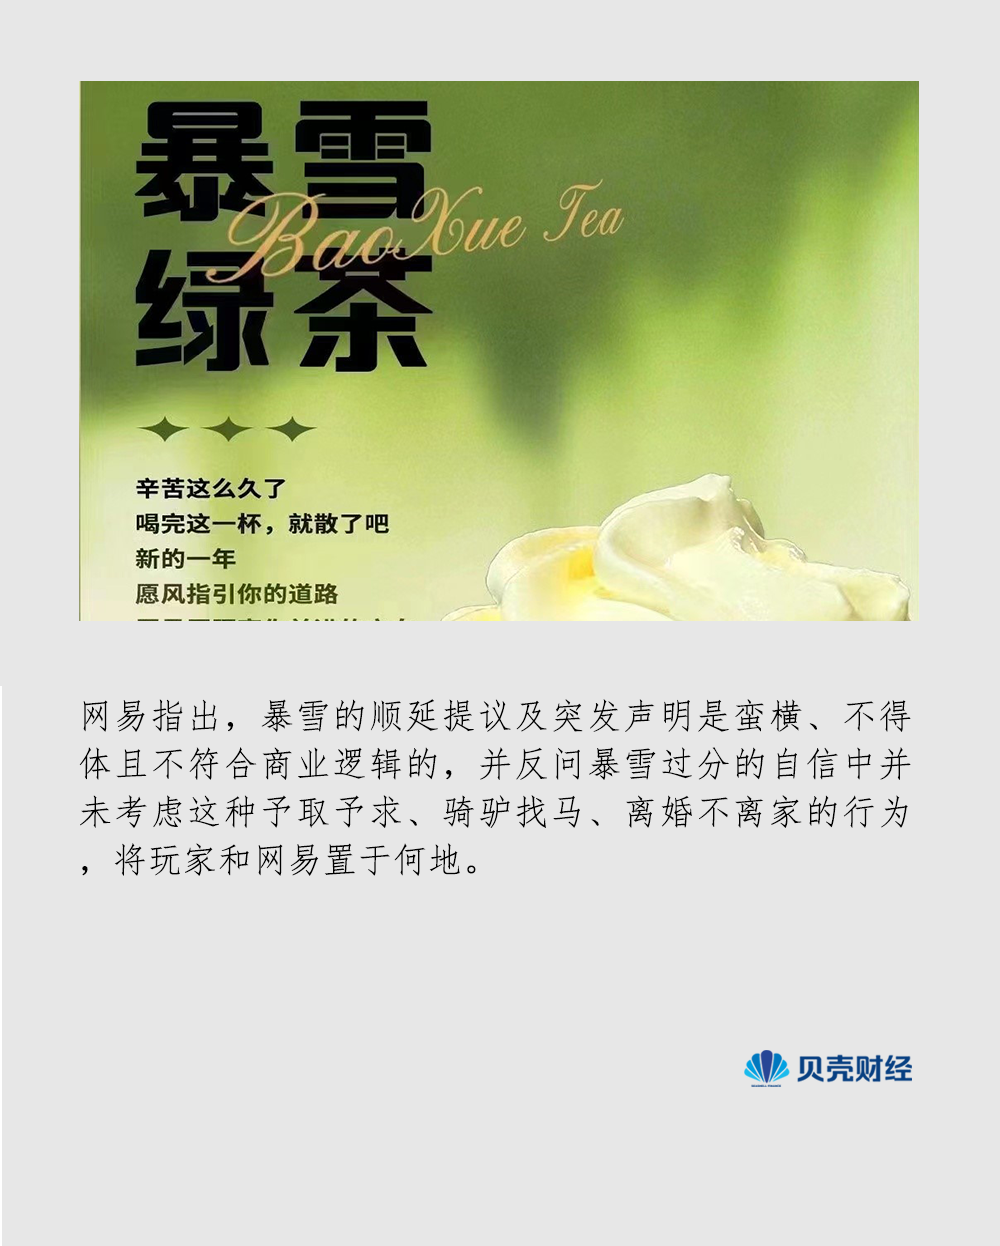 暴雪
绿茶
BaoXue Tea
辛苦这么久了
喝完这一杯，就散了吧
新的一年
愿风指引你的道路
网易指出，暴雪的顺延提议及突发声明是蛮横、不得
体且不符合商业逻辑的，并反问暴雪过分的自信中并
未考虑这种予取予求、骑驴找马、离婚不离家的行为
，将玩家和网易置于何地。
贝壳财经